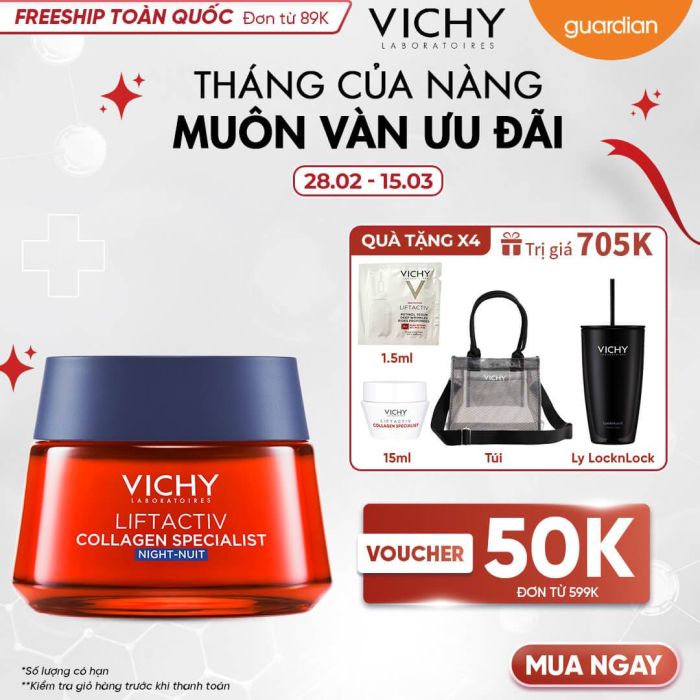 FREESHIP TOÀN QUỐC Đơn từ 89K
VICHY
LABORATOIRES
guardian
THÁNG CỦA NÀNG
MUÔN VÀN ƯU ĐÃI
28.02 - 15.03
QUÀ TẶNG X4
Trị giá 705K
VICHY
LIFTACTIV
1.5ml
VICHY
LIFTACTIV
COLLAGEN SPECIALIST
15ml
VICHY
Túi
VICHY
LocknLock
Ly LocknLock
VICHY
LABORATOIRES
LIFTACTIV
COLLAGEN SPECIALIST
NIGHT-NUIT
VOUCHER
50K
ĐƠN TỪ 599K
*Số lượng có hạn
**Kiểm tra giỏ hàng trước khi thanh toán
MUA NGAY